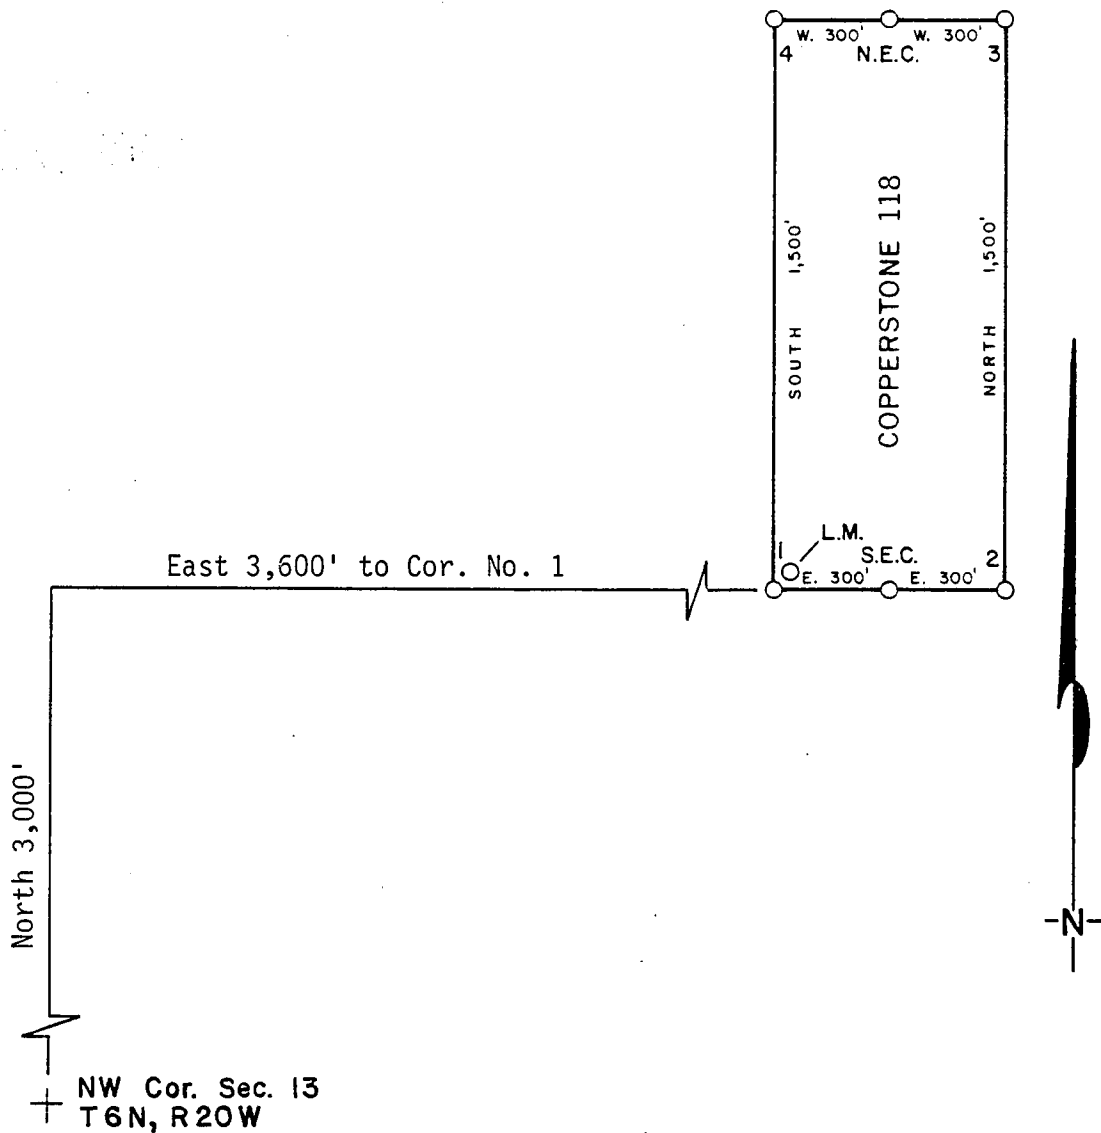 W. 300' W. 300'
4 N.E.C. 3
COPPERSTONE 118
SOUTH 1,500'
NORTH 1,500'
L.M.
1 S.E.C. 2
E. 300' E. 300'
East 3,600' to Cor. No. 1
North 3,000'
-N-
NW Cor. Sec. 13
T6N, R20W